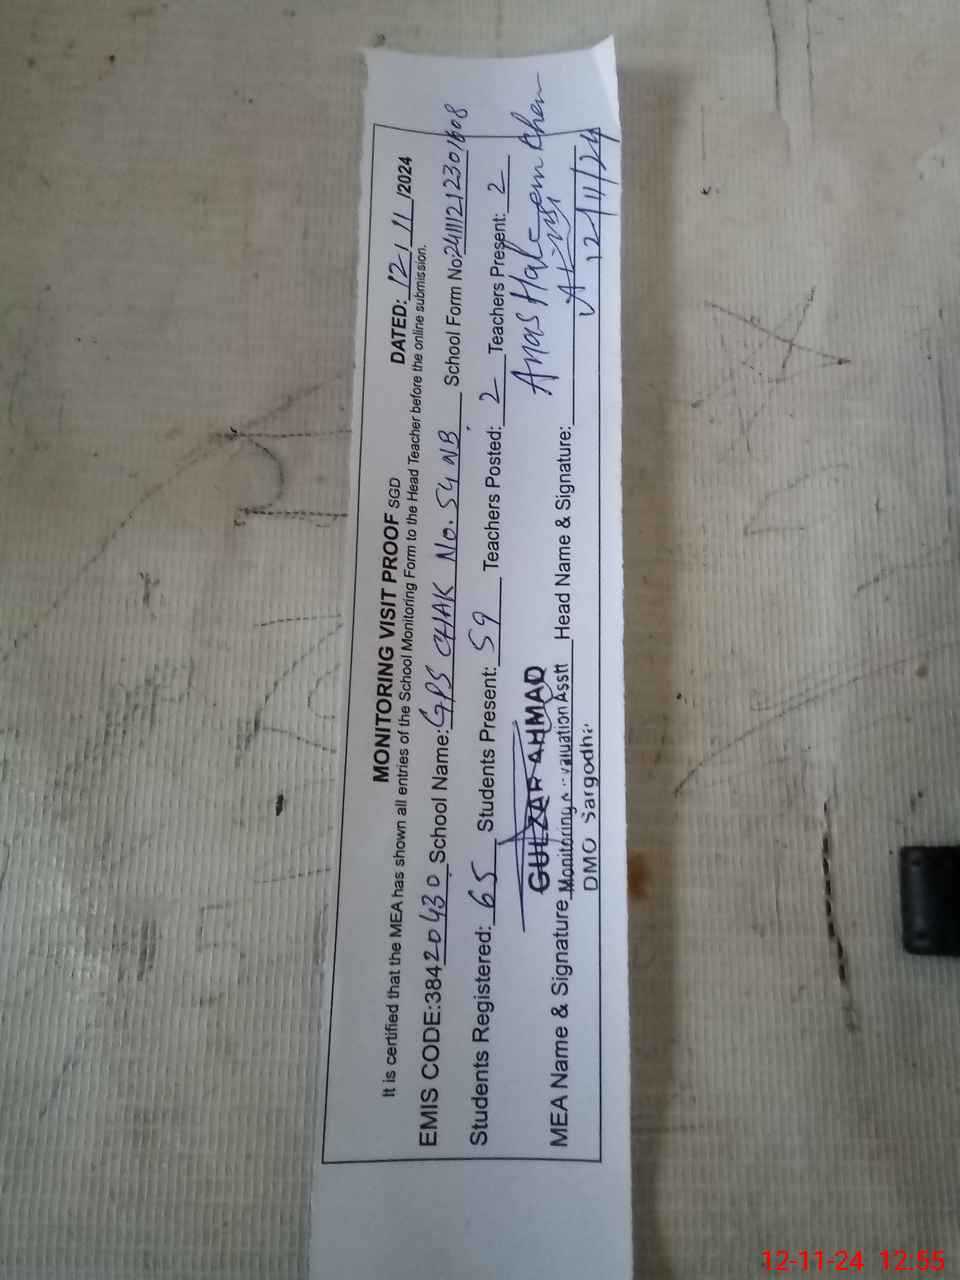 MONITORING VISIT PROOF SGD DATED: 12/11/2024
It is certified that the MEA has shown all entries of the School Monitoring Form to the Head Teacher before the online submission.
EMIS CODE:38420430 School Name: GPS CHAK No. 54 NB. School Form No:
Students Registered: 65 Students Present: 59 Teachers Posted: 2 Teachers Present: 2
GULZAR AHMAD Anas
MEA Name & Signature Monitoring Asstt Head Name & Signature:
DMO Sargodha 12/11/24
12-11-24 12:55